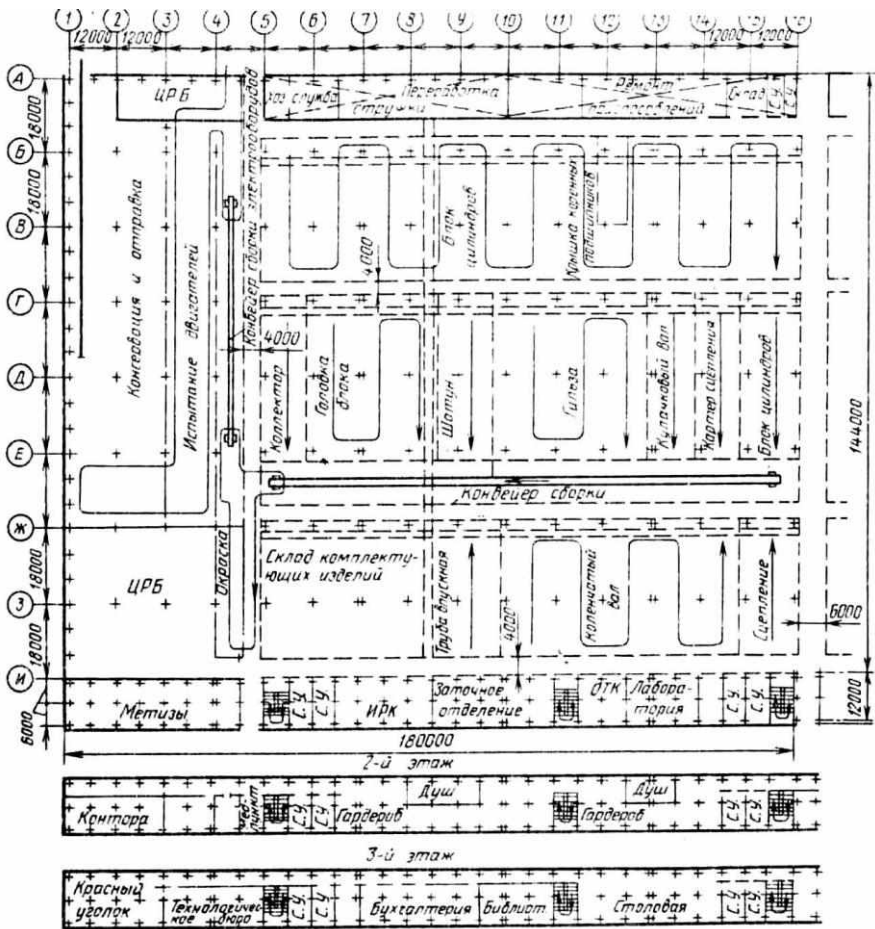 1 2 3 4 5 6 7 8 9 10 11 12 13 14 15 16
12000 12000 12000 12000
А
Б
В
Г
Д
Е
Ж
З
И
18000
18000
18000
18000
6000
ЦРБ
Хоз служба
Переработка
стружки
Ремонт
приспособлений
Склад
С.У.
С.У.
Консервация и отправка
Испытание двигателей
Конвейер сборки электрооборудов
4000
Блок
цилиндров
Крышка коренных
подшипников
4000
Коллектор
Головка
блока
Шатун
Гильза
Кулачковый вал
Картер сцепления
Блок цилиндров
144000
Конвейер сборки
ЦРБ
Окраска
Склад комплекту-
ющих изделий
Труба впускная
4000
Коленчатый
вал
Сцепление
6000
12000
Метизы
С.У.
С.У.
ИРК
Заточное
отделение
ОТК
Лабора-
тория
С.У.
С.У.
180000
2-й этаж
Контора
Мед-
пункт
С.У.
С.У.
Гардероб
Душ
Гардероб
Душ
С.У.
С.У.
3-й этаж
Красный
уголок
Технологичес-
кое бюро
С.У.
С.У.
Бухгалтерия
Библиот.
Столовая
С.У.
С.У.